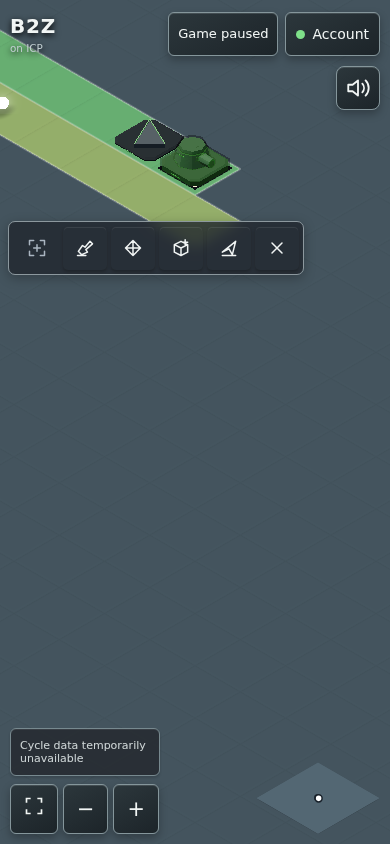 B2Z
on ICP
Game paused
Account
Cycle data temporarily
unavailable